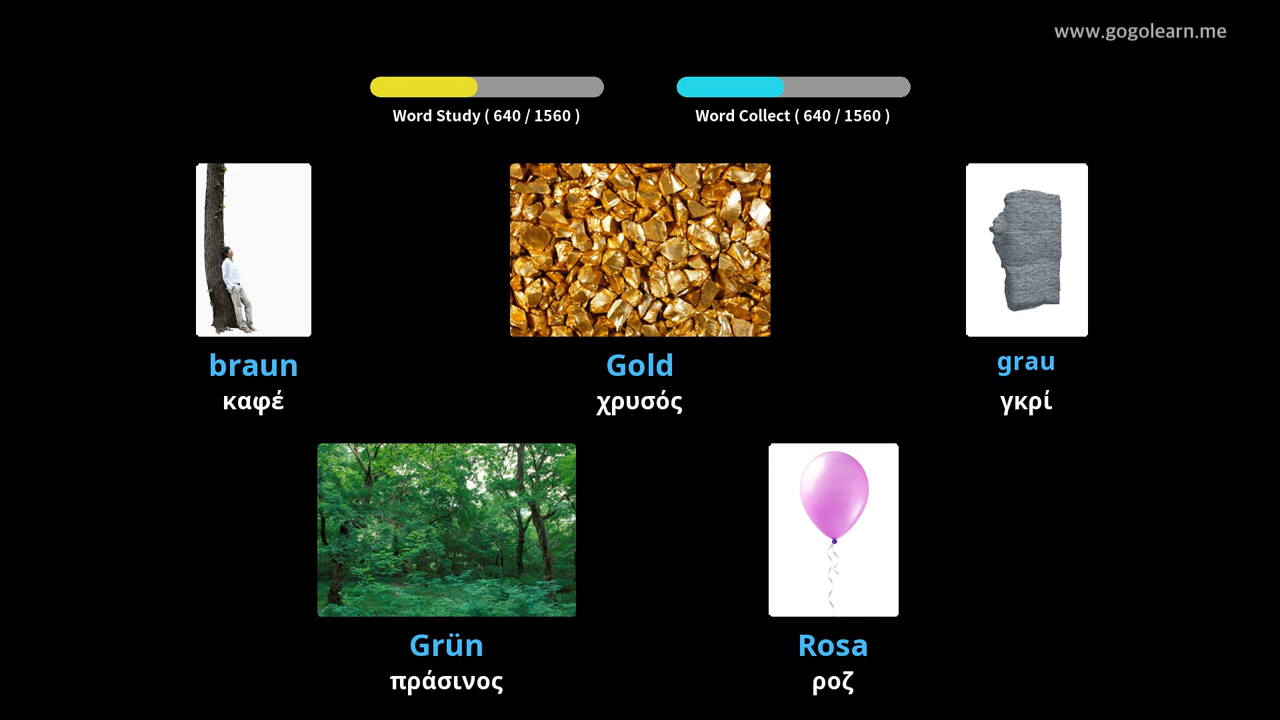 www.gogolearn.me
Word Study ( 640 / 1560 )
Word Collect ( 640 / 1560 )
braun
καφέ
Gold
χρυσός
grau
γκρί
Grün
πράσινος
Rosa
ροζ